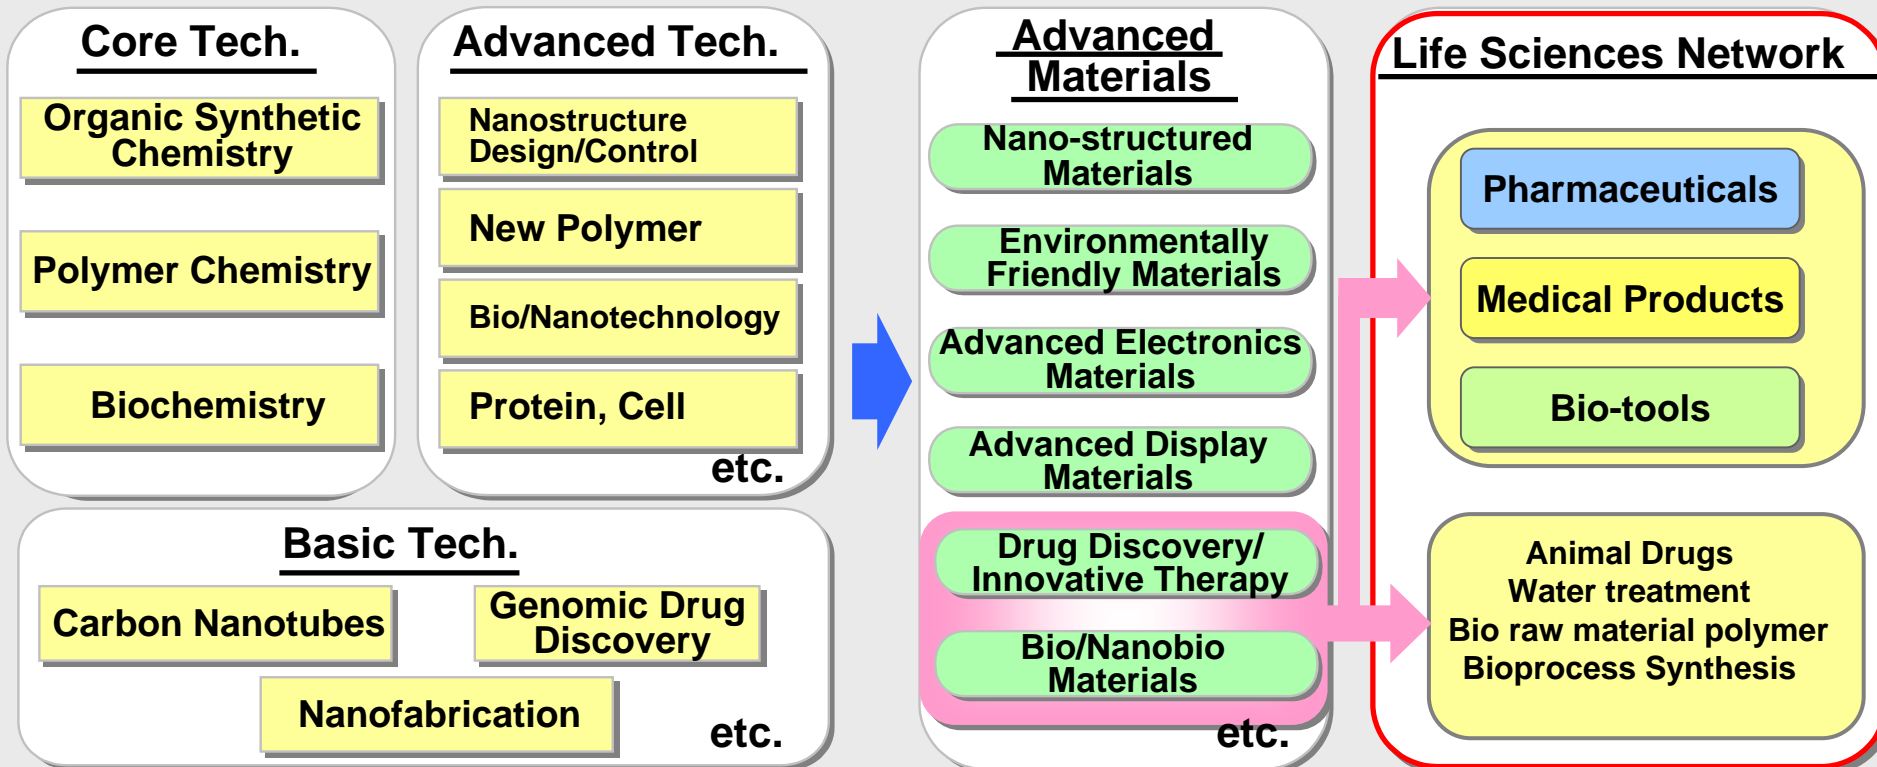 Core Tech.
Organic Synthetic
Chemistry
Polymer Chemistry
Biochemistry
Advanced Tech.
Nanostructure
Design/Control
New Polymer
Bio/Nanotechnology
Protein, Cell
etc.
Basic Tech.
Carbon Nanotubes
Genomic Drug
Discovery
Nanofabrication
etc.
Advanced
Materials
Nano-structured
Materials
Environmentally
Friendly Materials
Advanced Electronics
Materials
Advanced Display
Materials
Drug Discovery/
Innovative Therapy
Bio/Nanobio
Materials
etc.
Life Sciences Network
Pharmaceuticals
Medical Products
Bio-tools
Animal Drugs
Water treatment
Bio raw material polymer
Bioprocess Synthesis